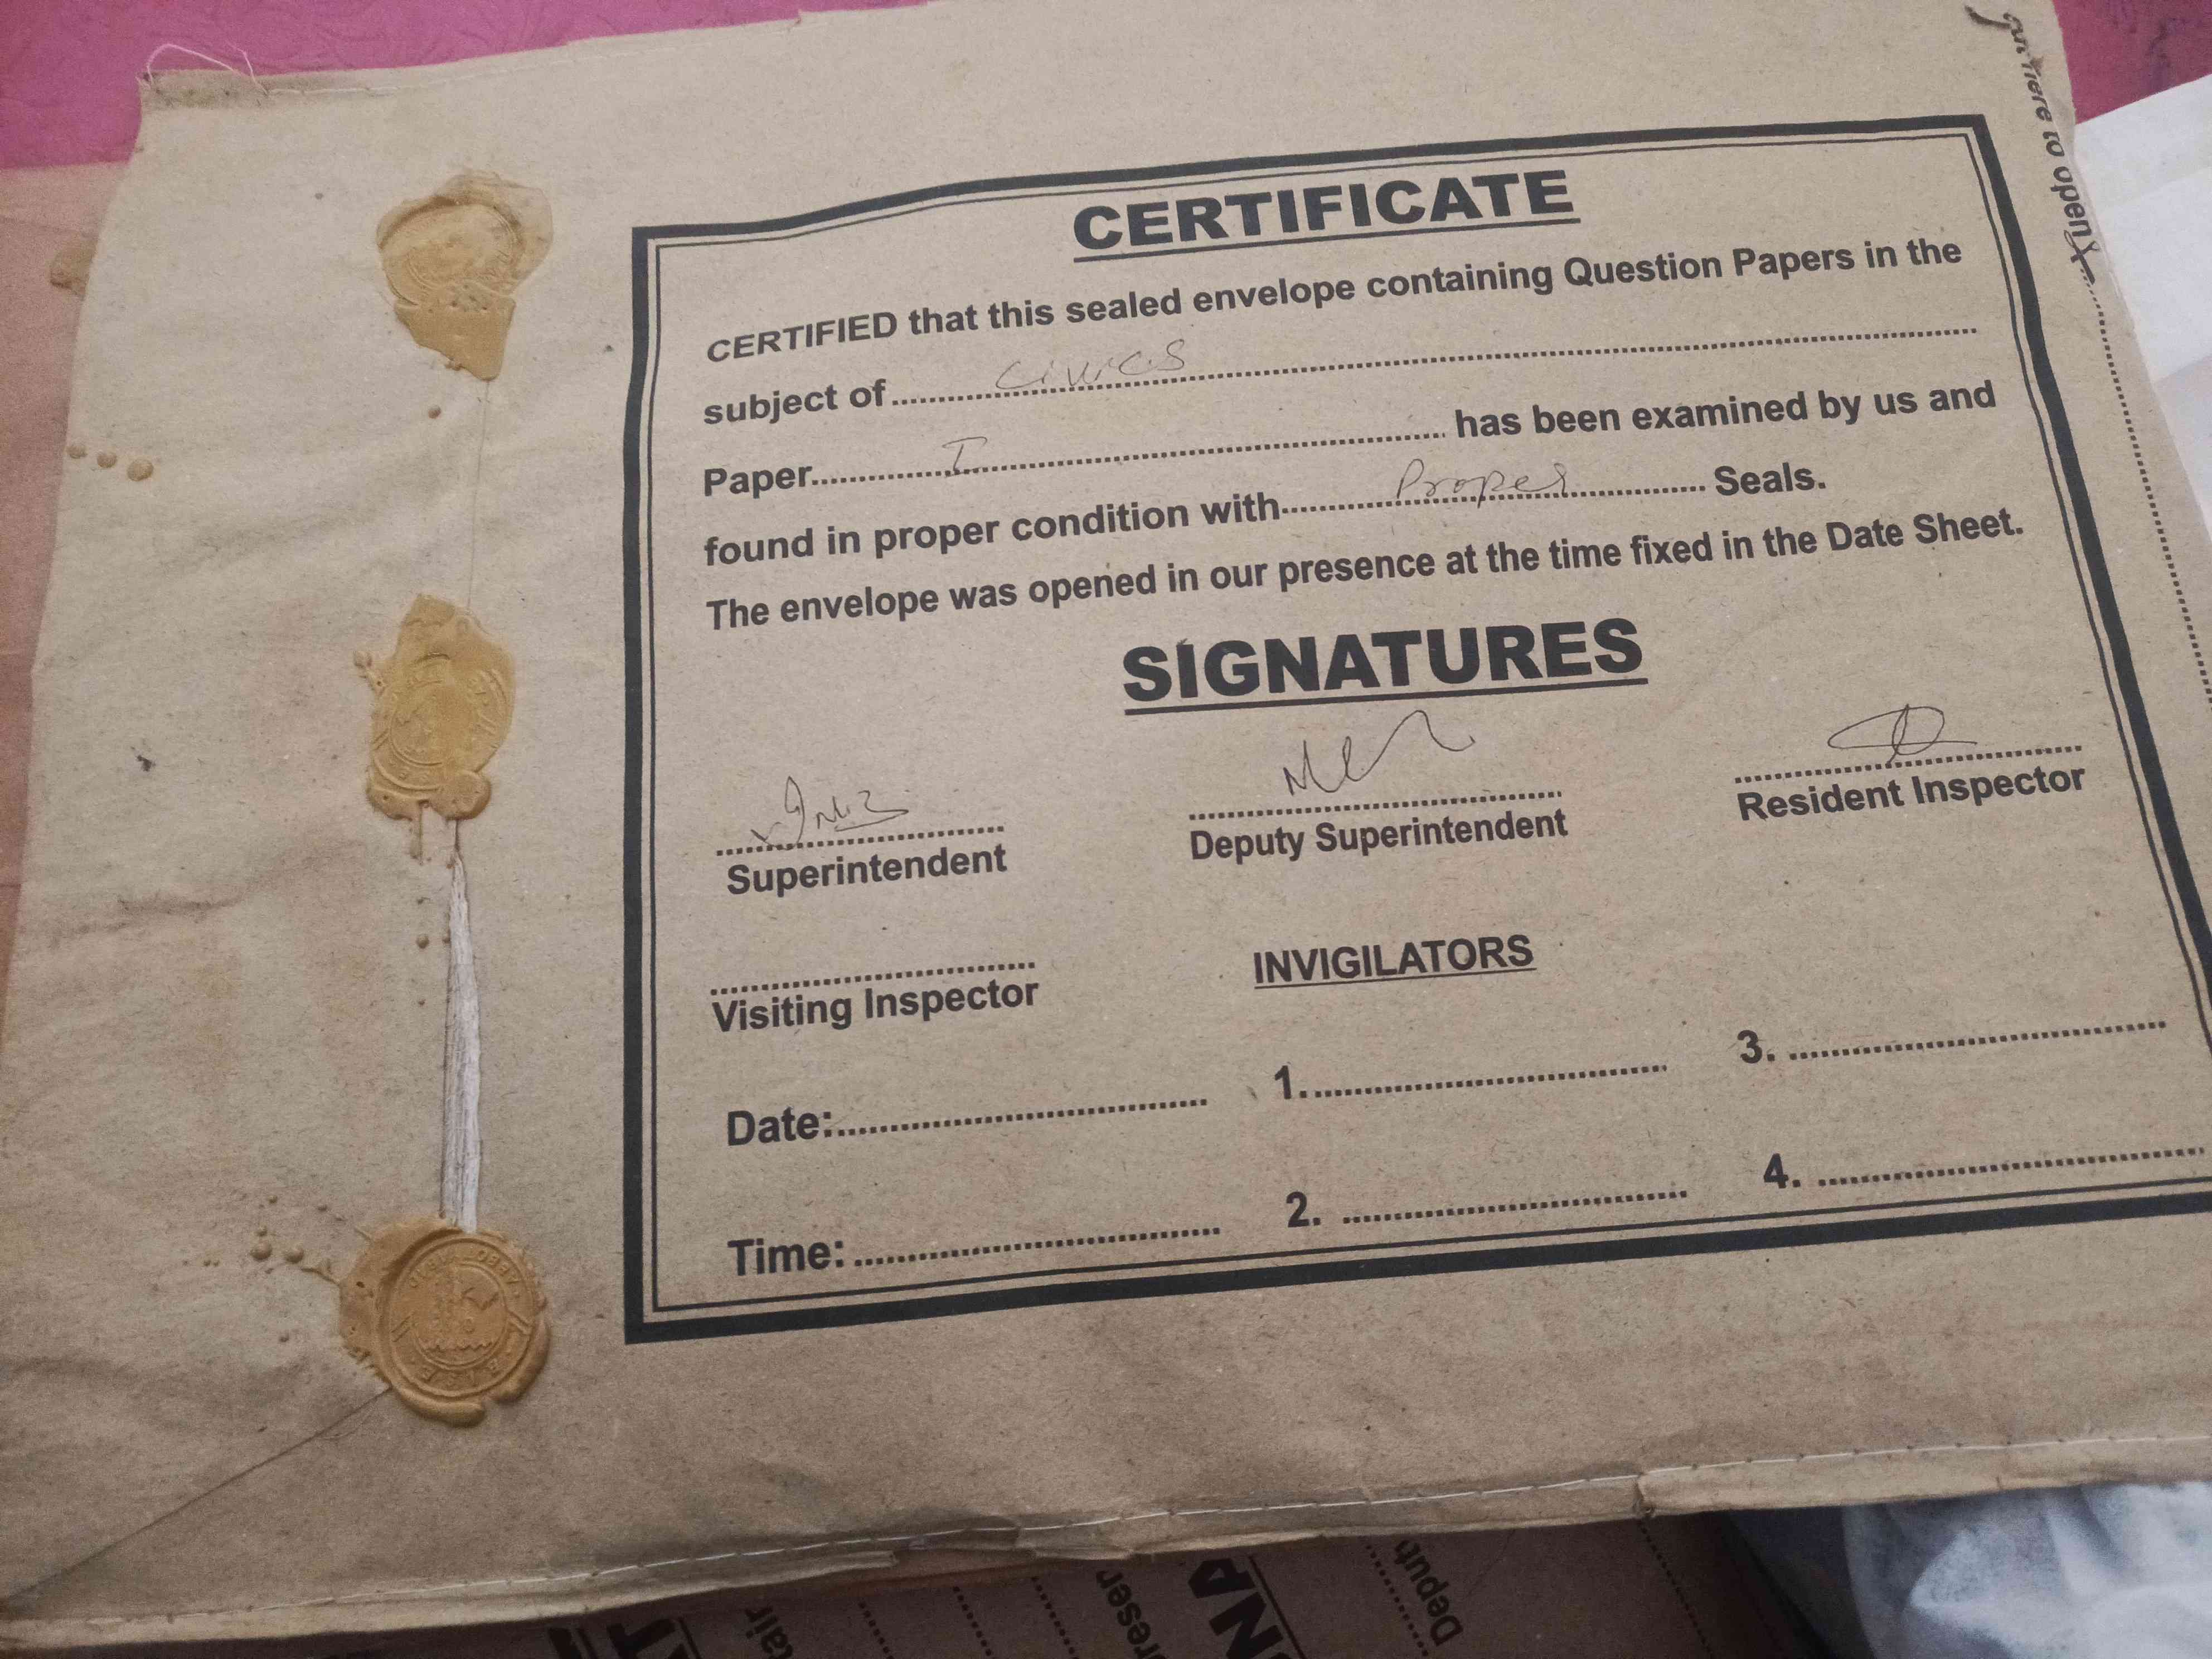 CERTIFICATE
CERTIFIED that this sealed envelope containing Question Papers in the
subject of civics
Paper I has been examined by us and
found in proper condition with Proper Seals.
The envelope was opened in our presence at the time fixed in the Date Sheet.
SIGNATURES
Superintendent
Deputy Superintendent
Resident Inspector
Visiting Inspector
INVIGILATORS
Date:
1.
3.
Time:
2.
4.
here to open
Deput